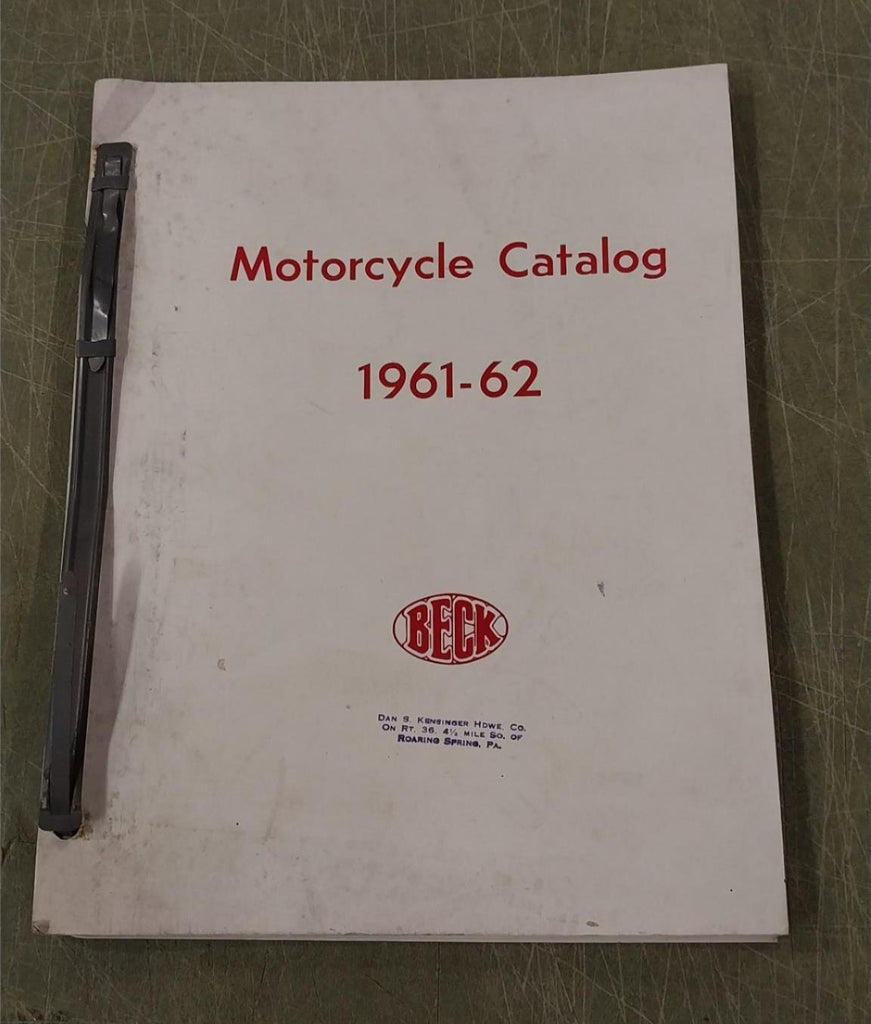 Motorcycle Catalog
1961-62
BECK
DAN S. KENSINGER HDWE. CO.
ON RT. 36, 4½ MILE SO. OF
ROARING SPRING, PA.